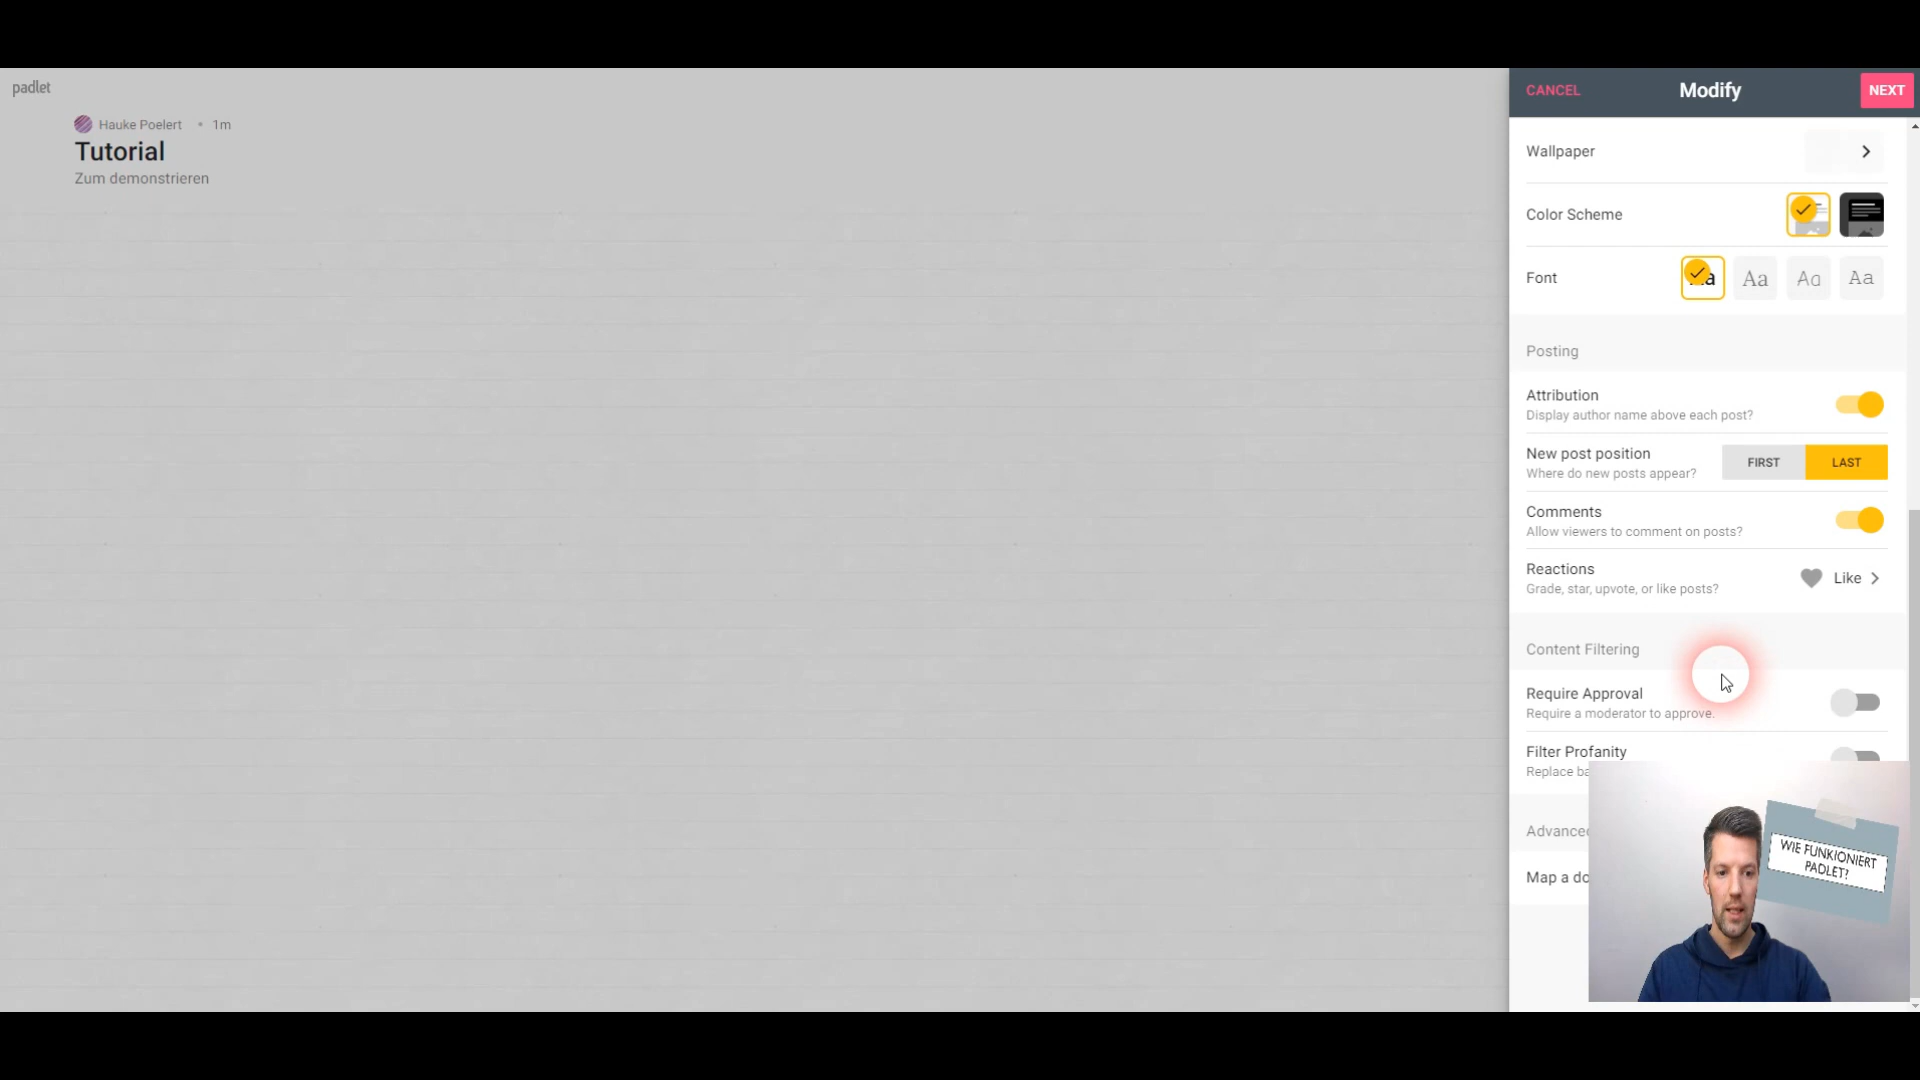 padlet
Hauke Poelert • 1m
Tutorial
Zum demonstrieren
CANCEL
Modify
NEXT
Wallpaper
Color Scheme
Font
Aa Aa Aa
Posting
Attribution
Display author name above each post?
New post position
Where do new posts appear?
FIRST
LAST
Comments
Allow viewers to comment on posts?
Reactions
Grade, star, upvote, or like posts?
Like
Content Filtering
Require Approval
Require a moderator to approve.
Filter Profanity
Replace
Map a
WIE FUNKIONIERT
PADLET?